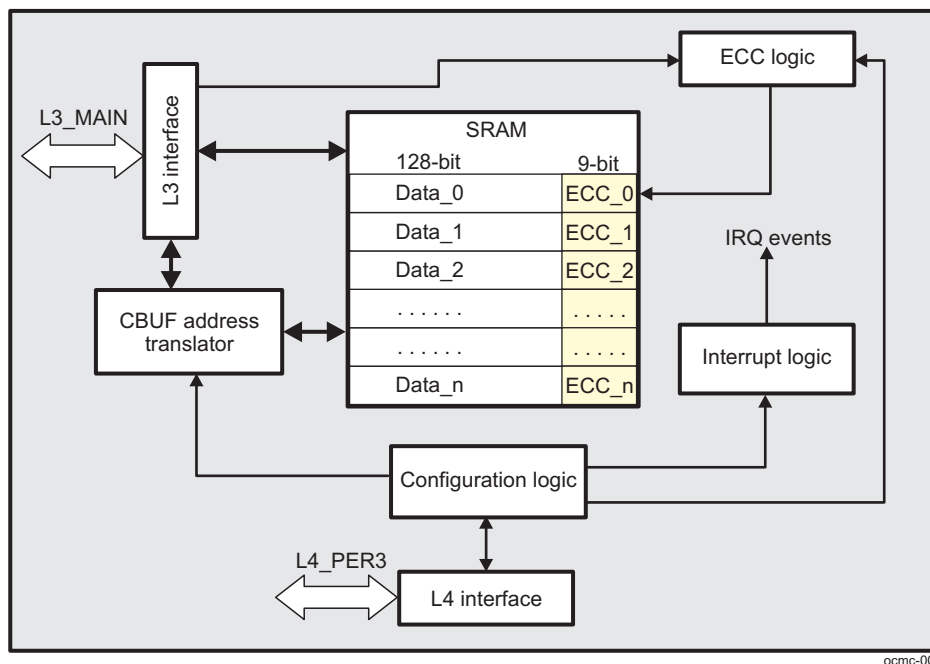 ECC logic
L3_MAIN
L3 interface
SRAM
128-bit 9-bit
Data_0 ECC_0
Data_1 ECC_1
Data_2 ECC_2
. . . . . . . . . . .
. . . . . . . . . . .
Data_n ECC_n
IRQ events
CBUF address
translator
Interrupt logic
Configuration logic
L4_PER3
L4 interface